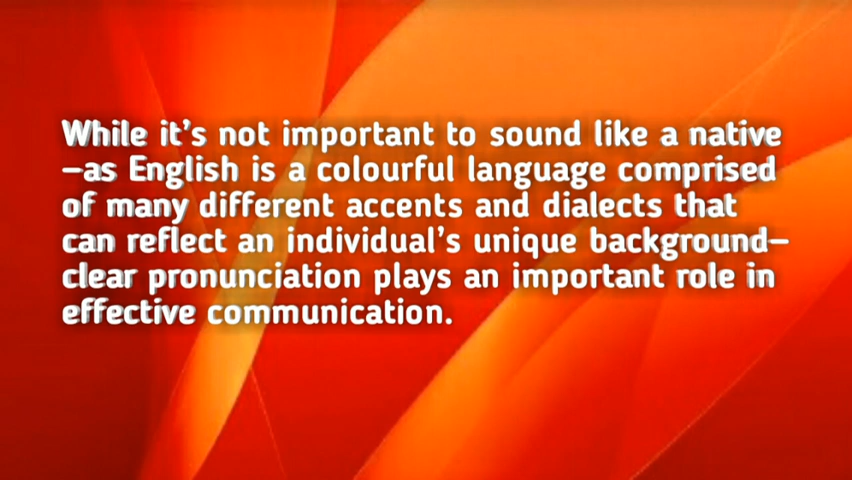 While it's not important to sound like a native
–as English is a colourful language comprised
of many different accents and dialects that
can reflect an individual's unique background–
clear pronunciation plays an important role in
effective communication.